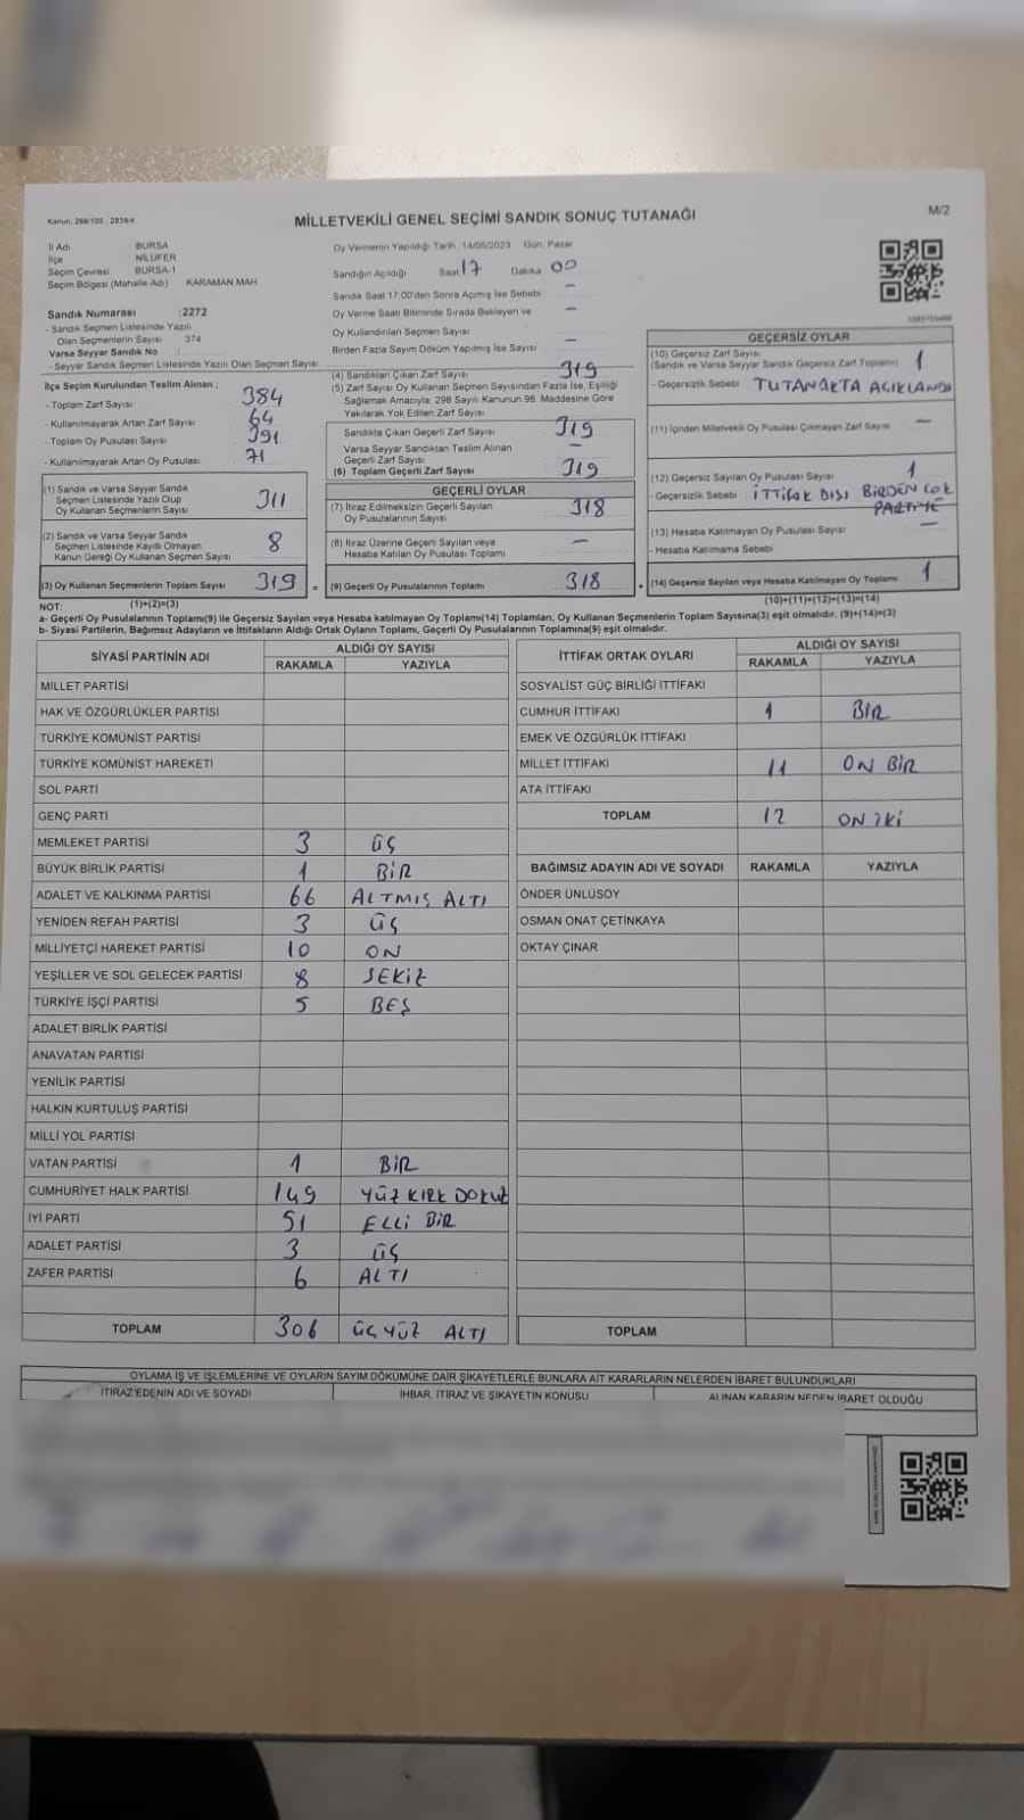 MİLLETVEKİLİ GENEL SEÇİMİ SANDIK SONUÇ TUTANAĞI
M/2
İl Adı : BURSA
İlçe : NİLÜFER
Seçim Çevresi : BURSA-1
Seçim Bölgesi (Mahalle Adı) : KARAMAN MAH
Sandık Numarası :2272
- Sandık Seçmen Listesinde Yazılı
Olan Seçmenlerin Sayısı : 374
Varsa Seyyar Sandık No :
- Seyyar Sandık Seçmen Listesinde Yazılı Olan Seçmen Sayısı :
İlçe Seçim Kurulundan Teslim Alınan ;
- Toplam Zarf Sayısı 384
- Kullanılmayarak Artan Zarf Sayısı 64
- Toplam Oy Pusulası Sayısı 391
- Kullanılmayarak Artan Oy Pusulası 71
(1) Sandık ve Varsa Seyyar Sandık
Seçmen Listesinde Yazılı Olup
Oy Kullanan Seçmenlerin Sayısı 311
(2) Sandık ve Varsa Seyyar Sandık
Seçmen Listesinde Kayıtlı Olmayan
Kanun Gereği Oy Kullanan Seçmen Sayısı 8
(3) Oy Kullanan Seçmenlerin Toplam Sayısı 319
(1)+(2)=(3)
Oy Vermenin Yapıldığı Tarih :14/05/2023 Gün: Pazar
Sandığın Açıldığı Saat 17 Dakika 00
Sandık Saat 17:00'den Sonra Açılmış İse Sebebi : -
Oy Verme Saati Bitiminde Sırada Bekleyen ve -
Oy Kullandırılan Seçmen Sayısı
Birden Fazla Sayım Döküm Yapılmış İse Sayısı -
(4) Sandıktan Çıkan Zarf Sayısı 319
(5) Zarf Sayısı Oy Kullanan Seçmen Sayısından Fazla İse, Eşitliği
Sağlamak Amacıyla; 298 Sayılı Kanunun 98. Maddesine Göre
Yakılarak Yok Edilen Zarf Sayısı
Sandıkta Çıkan Geçerli Zarf Sayısı 319
Varsa Seyyar Sandıktan Teslim Alınan
Geçerli Zarf Sayısı -
(6) Toplam Geçerli Zarf Sayısı 319
GEÇERLİ OYLAR
(7) İtiraz Edilmeksizin Geçerli Sayılan
Oy Pusulalarının Sayısı 318
(8) İtiraz Üzerine Geçerli Sayılan veya
Hesaba Katılan Oy Pusulası Toplamı -
(9) Geçerli Oy Pusulalarının Toplamı 318
GEÇERSİZ OYLAR
(10) Geçersiz Zarf Sayısı
(Sandık ve Varsa Seyyar Sandık Geçersiz Zarf Toplamı) 1
- Geçersizlik Sebebi TUTANAKTA AÇIKLANDI
(11) İçinden Milletvekili Oy Pusulası Çıkmayan Zarf Sayısı -
(12) Geçersiz Sayılan Oy Pusulası Sayısı 1
- Geçersizlik Sebebi İTTİFAK DIŞI BİRDEN ÇOK
PARTİYE
(13) Hesaba Katılmayan Oy Pusulası Sayısı -
- Hesaba Katılmama Sebebi
(14) Geçersiz Sayılan veya Hesaba Katılmayan Oy Toplamı 1
(10)+(11)+(12)+(13)=(14)
NOT:
a- Geçerli Oy Pusulalarının Toplamı(9) ile Geçersiz Sayılan veya Hesaba katılmayan Oy Toplamı(14) Toplamları, Oy Kullanan Seçmenlerin Toplam Sayısına(3) eşit olmalıdır. (9)+(14)=(3)
b- Siyasi Partilerin, Bağımsız Adayların ve İttifakların Aldığı Ortak Oyların Toplamı, Geçerli Oy Pusulalarının Toplamına(9) eşit olmalıdır.
SİYASİ PARTİNİN ADI ALDIĞI OY SAYISI
RAKAMLA YAZIYLA
MİLLET PARTİSİ
HAK VE ÖZGÜRLÜKLER PARTİSİ
TÜRKİYE KOMÜNİST PARTİSİ
TÜRKİYE KOMÜNİST HAREKETİ
SOL PARTİ
GENÇ PARTİ
MEMLEKET PARTİSİ 3 ÜÇ
BÜYÜK BİRLİK PARTİSİ 1 BİR
ADALET VE KALKINMA PARTİSİ 66 ALTMIŞ ALTI
YENİDEN REFAH PARTİSİ 3 ÜÇ
MİLLİYETÇİ HAREKET PARTİSİ 10 ON
YEŞİLLER VE SOL GELECEK PARTİSİ 8 SEKİZ
TÜRKİYE İŞÇİ PARTİSİ 5 BEŞ
ADALET BİRLİK PARTİSİ
ANAVATAN PARTİSİ
YENİLİK PARTİSİ
HALKIN KURTULUŞ PARTİSİ
MİLLİ YOL PARTİSİ
VATAN PARTİSİ 1 BİR
CUMHURİYET HALK PARTİSİ 149 YÜZ KIRK DOKUZ
İYİ PARTİ 51 ELLİ BİR
ADALET PARTİSİ 3 ÜÇ
ZAFER PARTİSİ 6 ALTI
TOPLAM 306 ÜÇ YÜZ ALTI
İTTİFAK ORTAK OYLARI ALDIĞI OY SAYISI
RAKAMLA YAZIYLA
SOSYALİST GÜÇ BİRLİĞİ İTTİFAKI
CUMHUR İTTİFAKI 1 BİR
EMEK VE ÖZGÜRLÜK İTTİFAKI
MİLLET İTTİFAKI 11 ON BİR
ATA İTTİFAKI
TOPLAM 12 ON İKİ
BAĞIMSIZ ADAYIN ADI VE SOYADI RAKAMLA YAZIYLA
ÖNDER ÜNLÜSOY
OSMAN ONAT ÇETİNKAYA
OKTAY ÇINAR
TOPLAM
OYLAMA İŞ VE İŞLEMLERİNE VE OYLARIN SAYIM DÖKÜMÜNE DAİR ŞİKAYETLERLE BUNLARA AİT KARARLARIN NELERDEN İBARET BULUNDUKLARI
İTİRAZ EDENİN ADI VE SOYADI İHBAR, İTİRAZ VE ŞİKAYETİN KONUSU ALINAN KARARIN NEDEN İBARET OLDUĞU